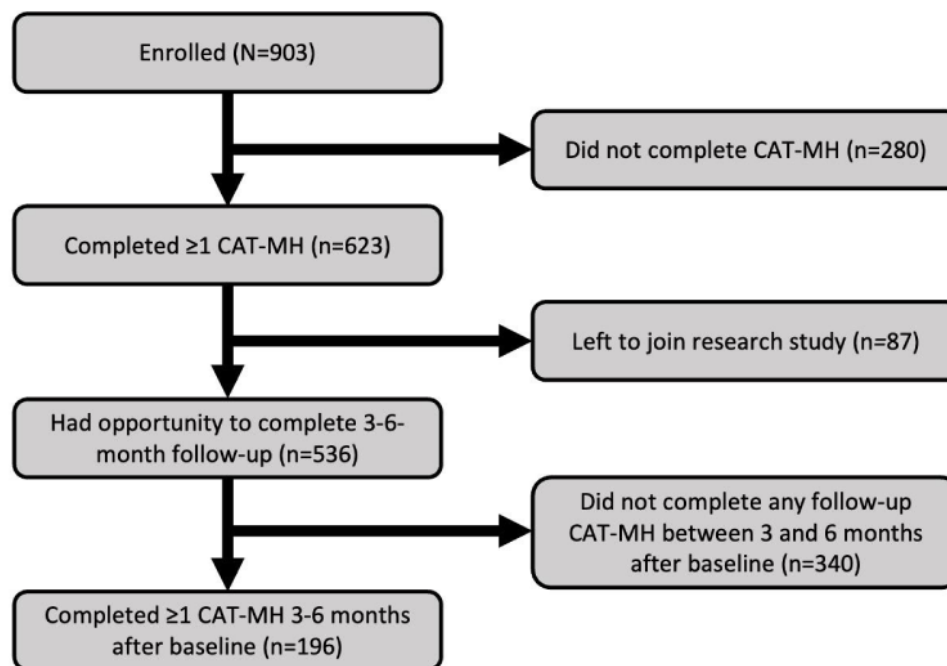 Enrolled (N=903)
Did not complete CAT-MH (n=280)
Completed ≥1 CAT-MH (n=623)
Left to join research study (n=87)
Had opportunity to complete 3-6-
month follow-up (n=536)
Did not complete any follow-up
CAT-MH between 3 and 6 months
after baseline (n=340)
Completed ≥1 CAT-MH 3-6 months
after baseline (n=196)